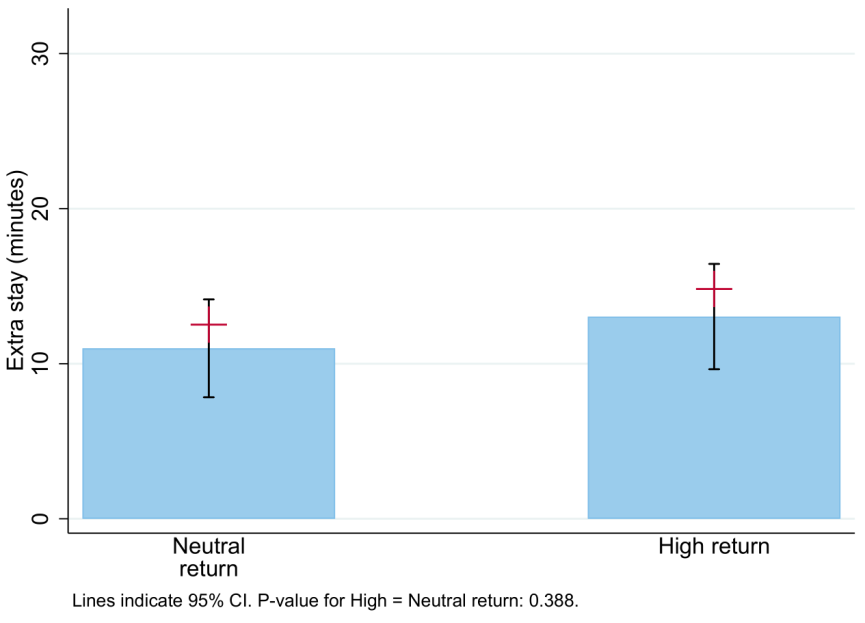 30
20
10
0
Extra stay (minutes)
Neutral
return
High return
Lines indicate 95% CI. P-value for High = Neutral return: 0.388.